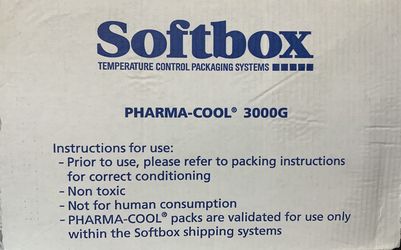 Softbox
TEMPERATURE CONTROL PACKAGING SYSTEMS
PHARMA-COOL® 3000G
Instructions for use:
- Prior to use, please refer to packing instructions
for correct conditioning
- Non toxic
- Not for human consumption
- PHARMA-COOL® packs are validated for use only
within the Softbox shipping systems